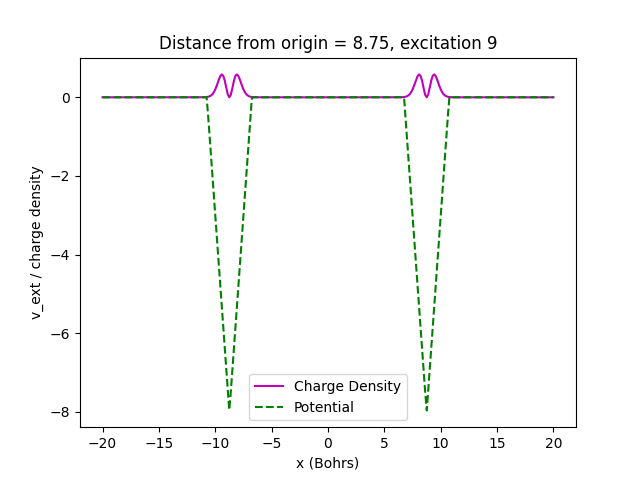 Distance from origin = 8.75, excitation 9
v_ext / charge density
0
−2
−4
−6
−8
Charge Density
Potential
−20
−15
−10
−5
0
5
10
15
20
x (Bohrs)